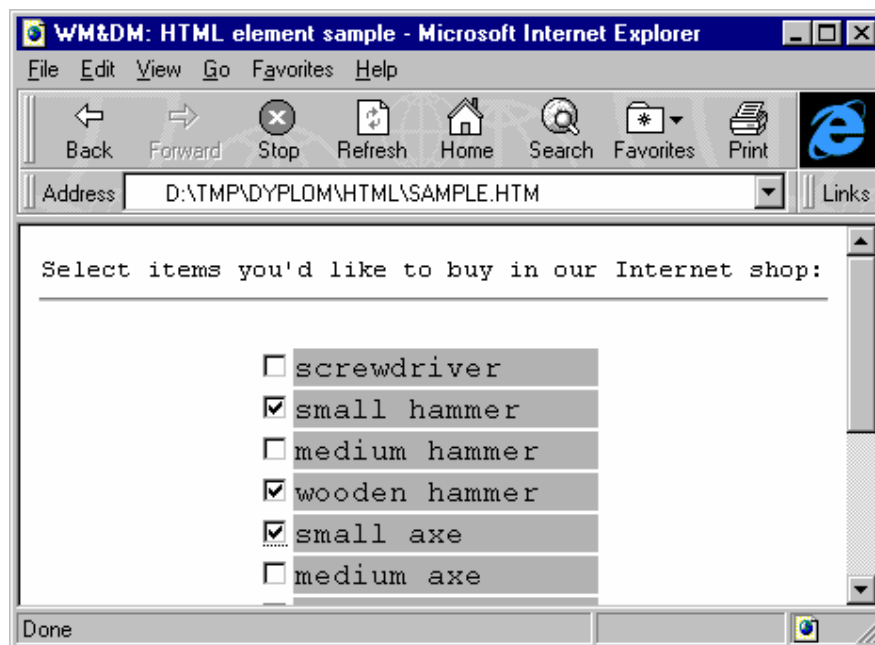 WM&DM: HTML element sample - Microsoft Internet Explorer
File Edit View Go Favorites Help
Back Forward Stop Refresh Home Search Favorites Print
Address D:\TMP\DYPLOM\HTML\SAMPLE.HTM Links
Select items you'd like to buy in our Internet shop:
screwdriver
small hammer
medium hammer
wooden hammer
small axe
medium axe
Done